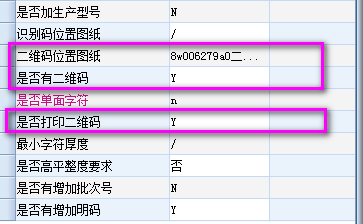 是否加生产型号 N
识别码位置图纸 /
二维码位置图纸 8w006279a0二...
是否有二维码 Y
是否单面字符 n
是否打印二维码 Y
最小字符厚度 /
是否高平整度要求 否
是否有增加批次号 N
是否有增加明码 Y